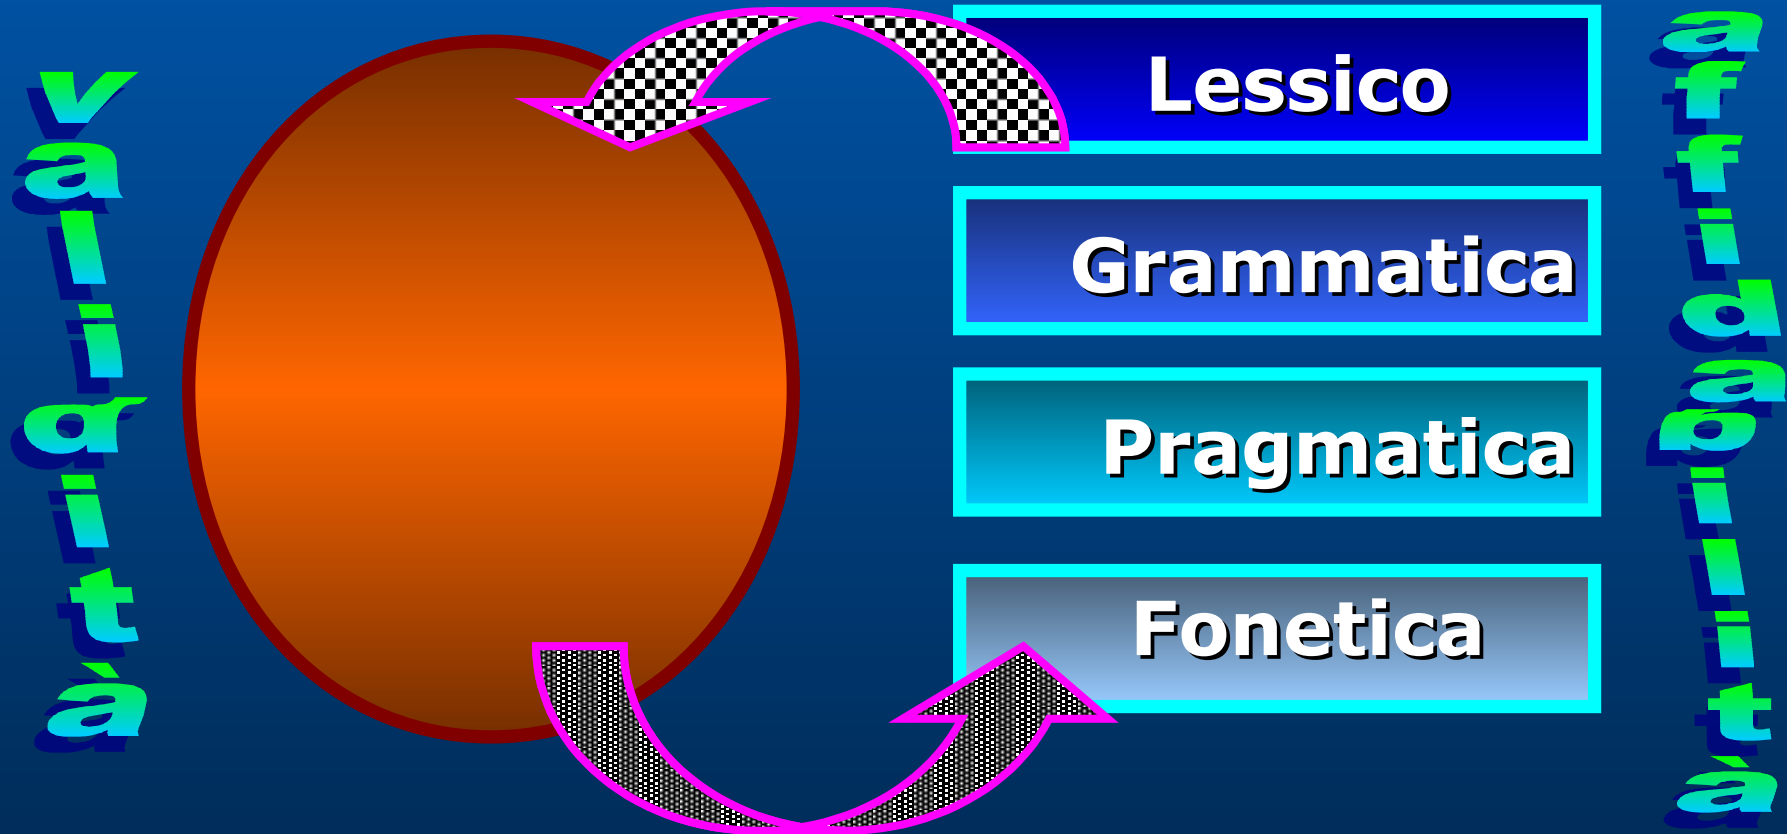 validità
Lessico
Grammatica
Pragmatica
Fonetica
affidabilità